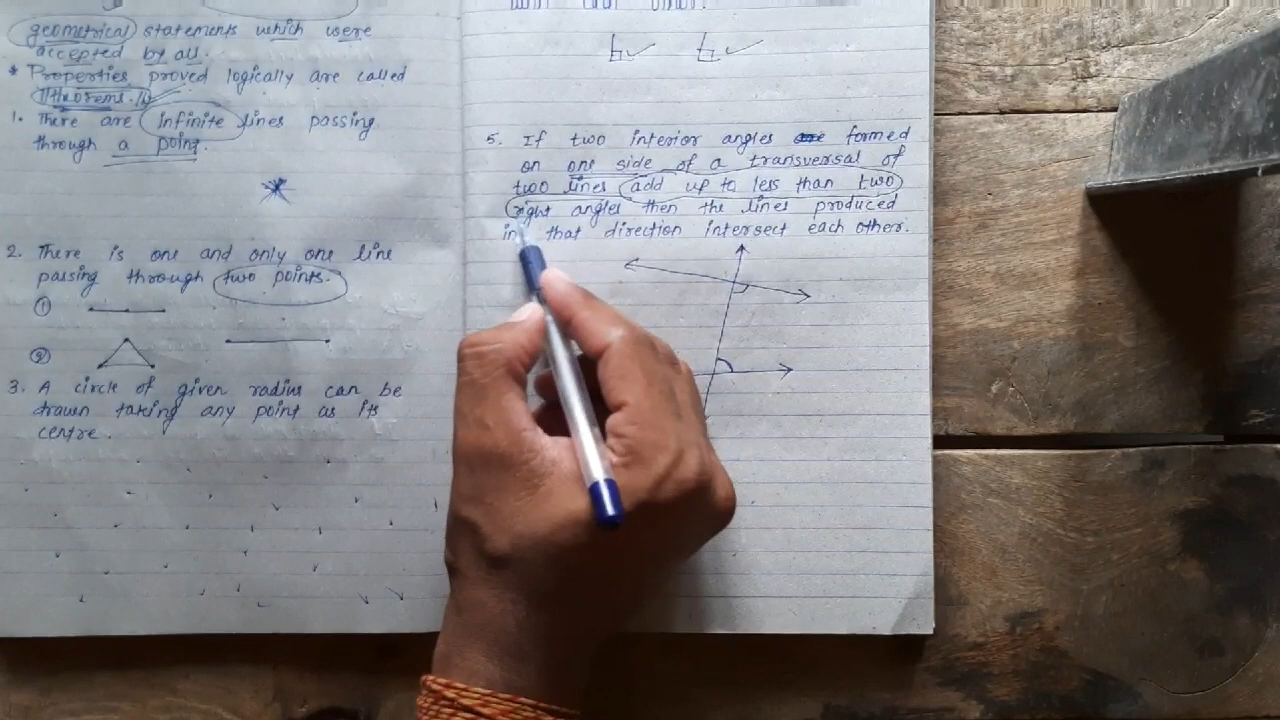 geometrical statements which were
accepted by all.
* Properties proved logically are called
Theorems.
1. There are infinite lines passing
through a point.
2. There is one and only one line
passing through two points.
①
②
3. A circle of given radius can be
drawn taking any point as its
centre.
5. If two interior angles are formed
on one side of a transversal of
two lines add up to less than two
right angles then the lines produced
in that direction intersect each other.